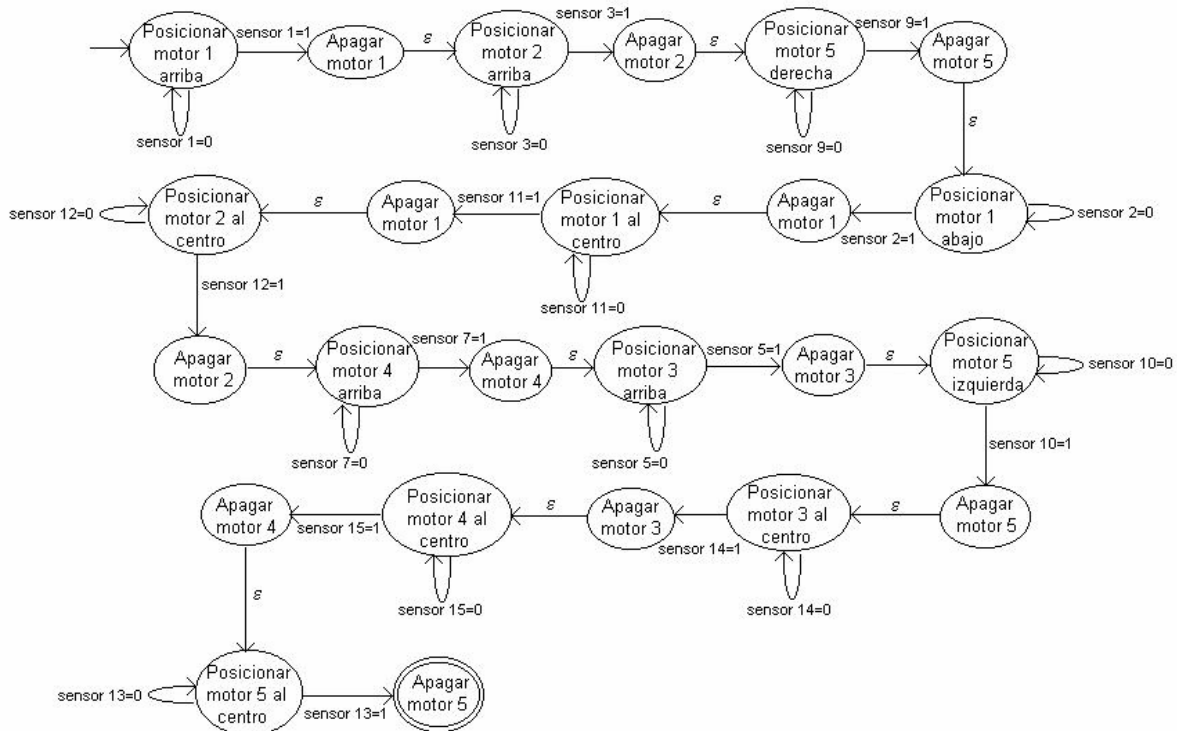 Posicionar
motor 1
arriba
sensor 1=1
Apagar
motor 1
ε
Posicionar
motor 2
arriba
sensor 3=1
Apagar
motor 2
ε
Posicionar
motor 5
derecha
sensor 9=1
Apagar
motor 5
sensor 1=0
sensor 3=0
sensor 9=0
ε
sensor 12=0
Posicionar
motor 2 al
centro
ε
Apagar
motor 1
sensor 11=1
Posicionar
motor 1 al
centro
ε
Apagar
motor 1
sensor 2=1
Posicionar
motor 1
abajo
sensor 2=0
sensor 12=1
sensor 11=0
Apagar
motor 2
ε
Posicionar
motor 4
arriba
sensor 7=1
Apagar
motor 4
ε
Posicionar
motor 3
arriba
sensor 5=1
Apagar
motor 3
ε
Posicionar
motor 5
izquierda
sensor 10=0
sensor 7=0
sensor 5=0
sensor 10=1
Apagar
motor 4
sensor 15=1
Posicionar
motor 4 al
centro
ε
Apagar
motor 3
sensor 14=1
Posicionar
motor 3 al
centro
ε
Apagar
motor 5
sensor 15=0
sensor 14=0
ε
sensor 13=0
Posicionar
motor 5 al
centro
sensor 13=1
Apagar
motor 5